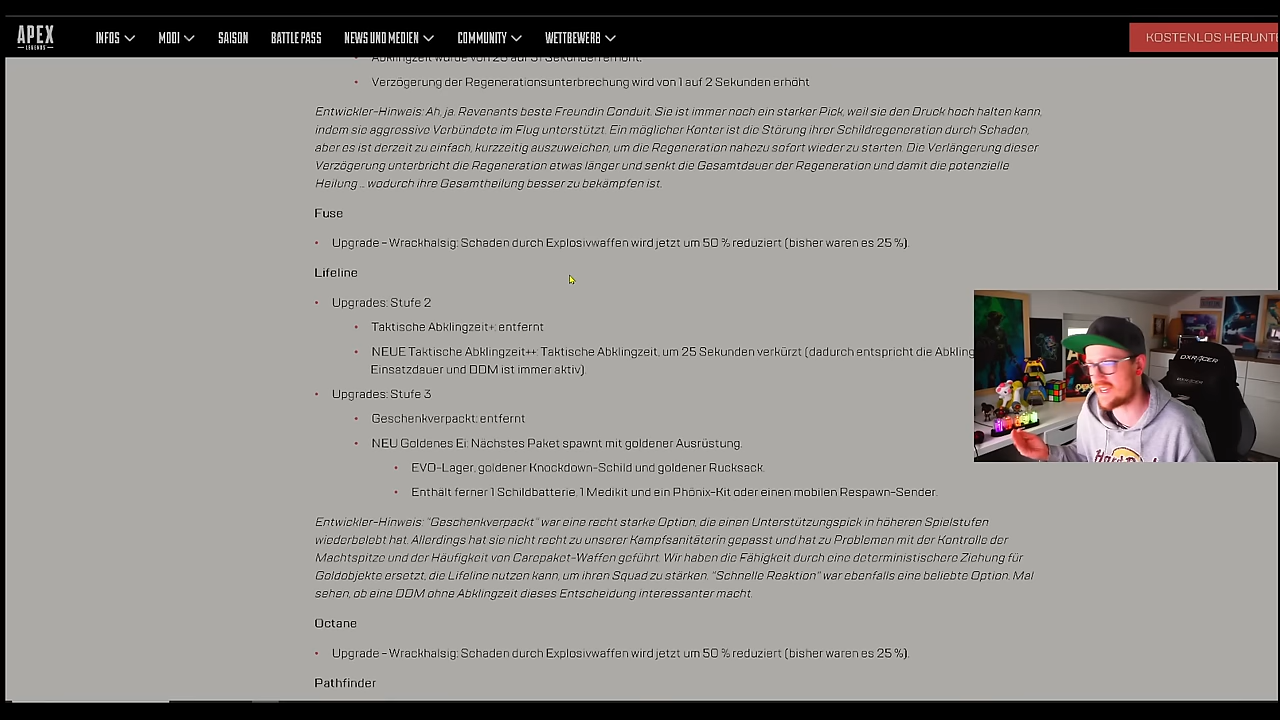 APEX
LEGENDS
INFOS
MODI
SAISON
BATTLE PASS
NEWS UND MEDIEN
COMMUNITY
WETTBEWERB
KOSTENLOS HERUNTE
Abklingzeit wurde von 26 auf 31 Sekunden erhöht.
• Verzögerung der Regenerationsunterbrechung wird von 1 auf 2 Sekunden erhöht
Entwickler-Hinweis: Ah, ja. Revenants beste Freundin Conduit. Sie ist immer noch ein starker Pick, weil sie den Druck hoch halten kann,
indem sie aggressive Verbündete im Flug unterstützt. Ein möglicher Konter ist die Störung ihrer Schildregeneration durch Schaden,
aber es ist derzeit zu einfach, kurzzeitig auszuweichen, um die Regeneration nahezu sofort wieder zu starten. Die Verlängerung dieser
Verzögerung unterbricht die Regeneration etwas länger und senkt die Gesamtdauer der Regeneration und damit die potenzielle
Heilung ... wodurch ihre Gesamtheilung besser zu bekämpfen ist.
Fuse
• Upgrade – Wrackhalsig: Schaden durch Explosivwaffen wird jetzt um 50 % reduziert (bisher waren es 25 %).
Lifeline
• Upgrades: Stufe 2
• Taktische Abklingzeit+: entfernt
• NEUE Taktische Abklingzeit++ Taktische Abklingzeit, um 25 Sekunden verkürzt (dadurch entspricht die Abkling
Einsatzdauer und DDM ist immer aktiv)
• Upgrades: Stufe 3
• Geschenkverpackt: entfernt
• NEU Goldenes Ei: Nächstes Paket spawnt mit goldener Ausrüstung.
• EVO-Lager, goldener Knockdown-Schild und goldener Rucksack.
• Enthält ferner 1 Schildbatterie, 1 Medikit und ein Phönix-Kit oder einen mobilen Respawn-Sender.
Entwickler-Hinweis: "Geschenkverpackt" war eine recht starke Option, die einen Unterstützungspick in höheren Spielstufen
wiederbelebt hat. Allerdings hat sie nicht recht zu unserer Kampfsanitäterin gepasst und hat zu Problemen mit der Kontrolle der
Machtspitze und der Häufigkeit von Carepaket-Waffen geführt. Wir haben die Fähigkeit durch eine deterministischere Ziehung für
Goldobjekte ersetzt, die Lifeline nutzen kann, um ihren Squad zu stärken. "Schnelle Reaktion" war ebenfalls eine beliebte Option. Mal
sehen, ob eine DDM ohne Abklingzeit dieses Entscheidung interessanter macht.
Octane
• Upgrade – Wrackhalsig: Schaden durch Explosivwaffen wird jetzt um 50 % reduziert (bisher waren es 25 %).
Pathfinder
DXRACER